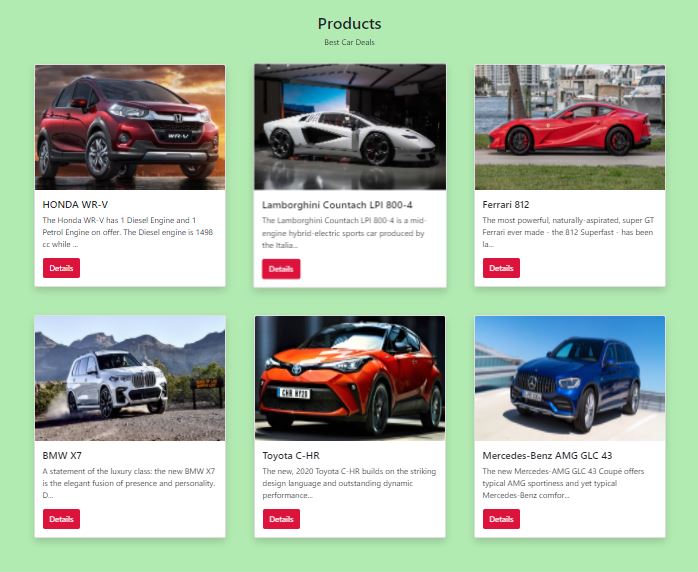 Products
Best Car Deals
WR-V
HONDA WR-V
The Honda WR-V has 1 Diesel Engine and 1
Petrol Engine on offer. The Diesel engine is 1498
cc while ...
Details
Lamborghini Countach LPI 800-4
The Lamborghini Countach LPI 800-4 is a mid-
engine hybrid-electric sports car produced by
the Italia...
Details
Ferrari 812
The most powerful, naturally-aspirated, super GT
Ferrari ever made - the 812 Superfast - has been
la...
Details
BMW X7
A statement of the luxury class: the new BMW X7
is the elegant fusion of presence and personality.
D...
Details
CHR HY20
Toyota C-HR
The new, 2020 Toyota C-HR builds on the striking
design language and outstanding dynamic
performance...
Details
Mercedes-Benz AMG GLC 43
The new Mercedes-AMG GLC 43 Coupé offers
typical AMG sportiness and yet typical
Mercedes-Benz comfor...
Details